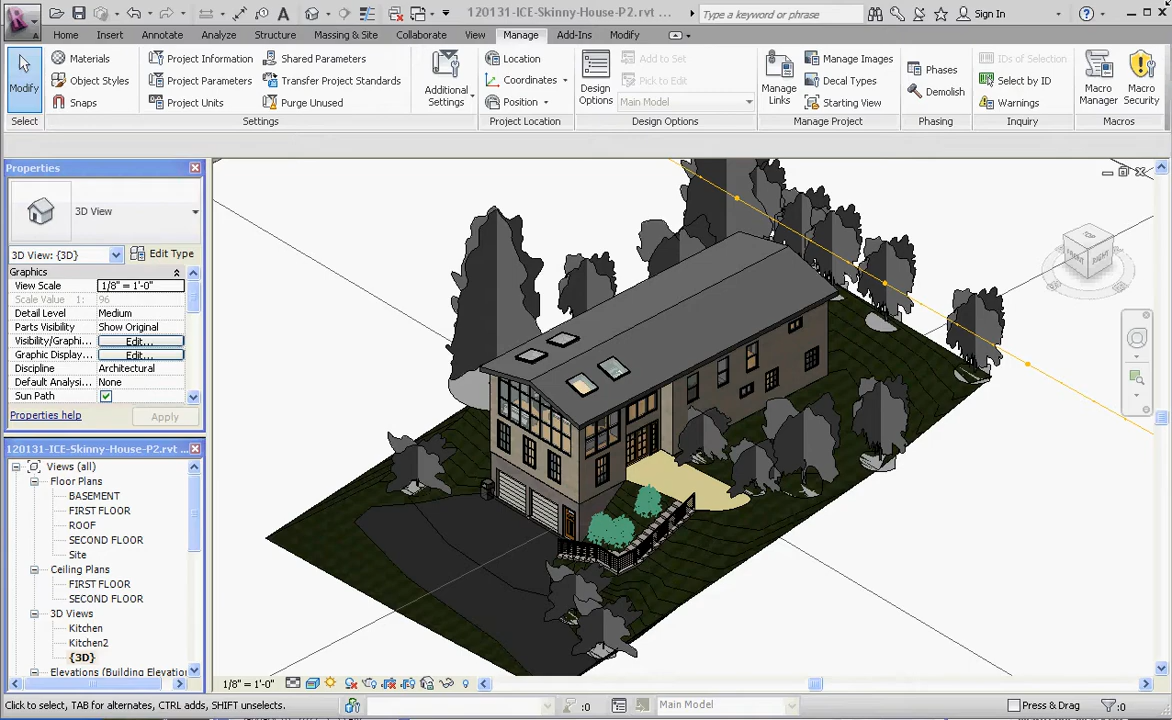 120131-ICE-Skinny-House-P2.rvt -...
Type a keyword or phrase
Sign In
Home Insert Annotate Analyze Structure Massing & Site Collaborate View Manage Add-Ins Modify
Modify
Select
Materials
Object Styles
Snaps
Project Information
Project Parameters
Project Units
Shared Parameters
Transfer Project Standards
Purge Unused
Additional
Settings
Settings
Location
Coordinates
Position
Project Location
Design
Options
Add to Set
Pick to Edit
Main Model
Design Options
Manage
Links
Manage Images
Decal Types
Starting View
Manage Project
Phases
Demolish
Phasing
IDs of Selection
Select by ID
Warnings
Inquiry
Macro
Manager
Macro
Security
Macros
Properties
3D View
3D View: {3D}
Edit Type
Graphics
View Scale 1/8" = 1'-0"
Scale Value 1: 96
Detail Level Medium
Parts Visibility Show Original
Visibility/Graphi... Edit...
Graphic Display... Edit...
Discipline Architectural
Default Analysi... None
Sun Path
Properties help
Apply
120131-ICE-Skinny-House-P2.rvt -...
Views (all)
Floor Plans
BASEMENT
FIRST FLOOR
ROOF
SECOND FLOOR
Site
Ceiling Plans
FIRST FLOOR
SECOND FLOOR
3D Views
Kitchen
Kitchen2
{3D}
Elevations (Building Elevation
TOP
FRONT
RIGHT
1/8" = 1'-0"
Click to select, TAB for alternates, CTRL adds, SHIFT unselects.
:0
Main Model
Press & Drag
:0